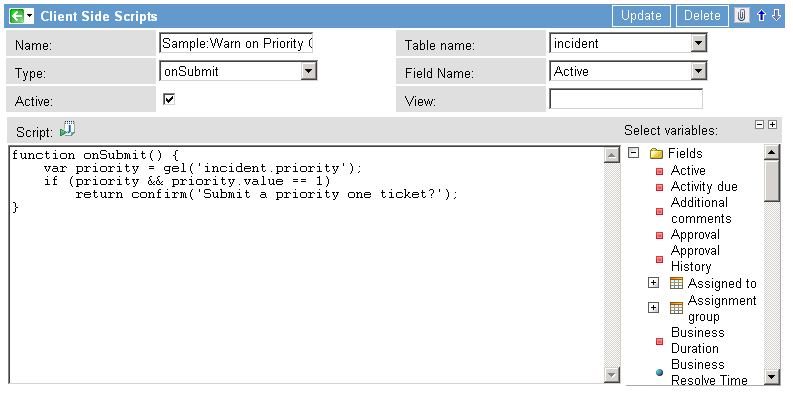 Client Side Scripts Update Delete
Name: Sample:Warn on Priority Table name: incident
Type: onSubmit Field Name: Active
Active: View:
Script: Select variables:
function onSubmit() {
    var priority = gel('incident.priority');
    if (priority && priority.value == 1)
        return confirm('Submit a priority one ticket?');
}
Fields
Active
Activity due
Additional
comments
Approval
Approval
History
Assigned to
Assignment
group
Business
Duration
Business
Resolve Time